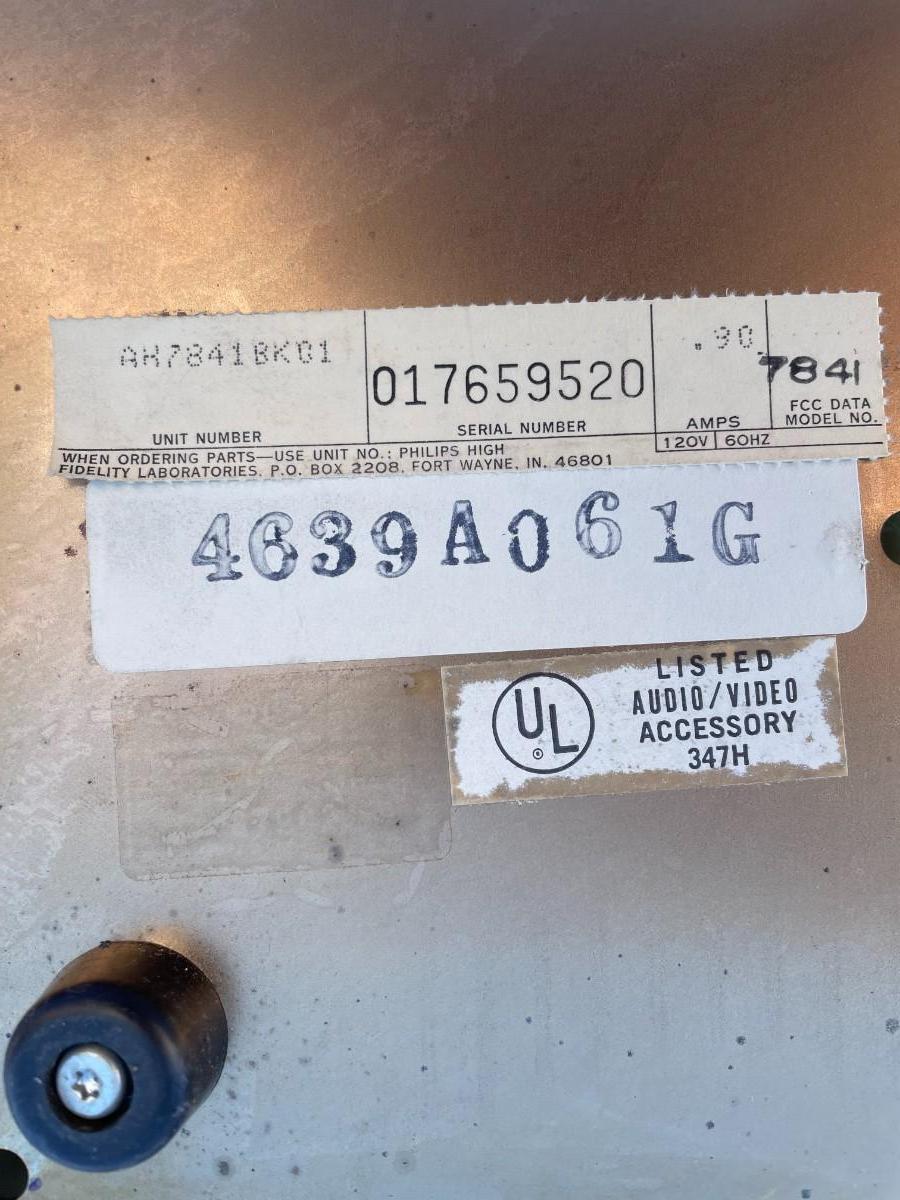 AH7841BK01
017659520
.90
7841
UNIT NUMBER
SERIAL NUMBER
AMPS
FCC DATA
MODEL NO.
120V 60HZ
WHEN ORDERING PARTS—USE UNIT NO.: PHILIPS HIGH
FIDELITY LABORATORIES. P.O. BOX 2208, FORT WAYNE, IN. 46801
4639A061G
UL
®
LISTED
AUDIO/VIDEO
ACCESSORY
347H